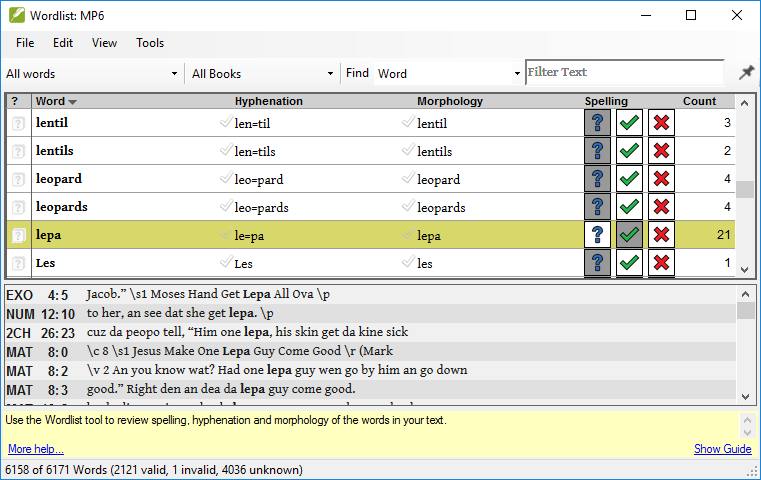 Wordlist: MP6
File Edit View Tools
All words All Books Find Word Filter Text
? Word Hyphenation Morphology Spelling Count
lentil len=til lentil 3
lentils len=tils lentils 2
leopard leo=pard leopard 4
leopards leo=pards leopards 4
lepa le=pa lepa 21
Les Les les 1
EXO 4:5 Jacob.” \s1 Moses Hand Get Lepa All Ova \p
NUM 12:10 to her, an see dat she get lepa. \p
2CH 26:23 cuz da peopo tell, “Him one lepa, his skin get da kine sick
MAT 8:0 \c 8 \s1 Jesus Make One Lepa Guy Come Good \r (Mark
MAT 8:2 \v 2 An you know wat? Had one lepa guy wen go by him an go down
MAT 8:3 good.” Right den an dea da lepa guy come good.
Use the Wordlist tool to review spelling, hyphenation and morphology of the words in your text.
More help... Show Guide
6158 of 6171 Words (2121 valid, 1 invalid, 4036 unknown)